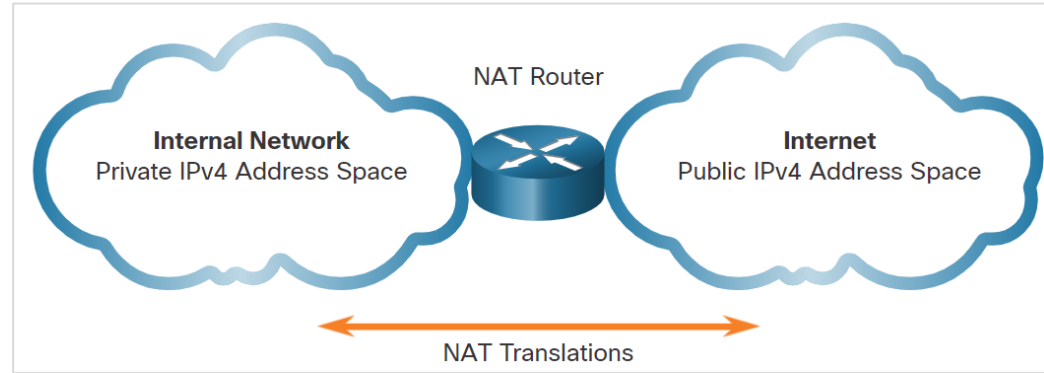 NAT Router
Internal Network
Private IPv4 Address Space
Internet
Public IPv4 Address Space
NAT Translations